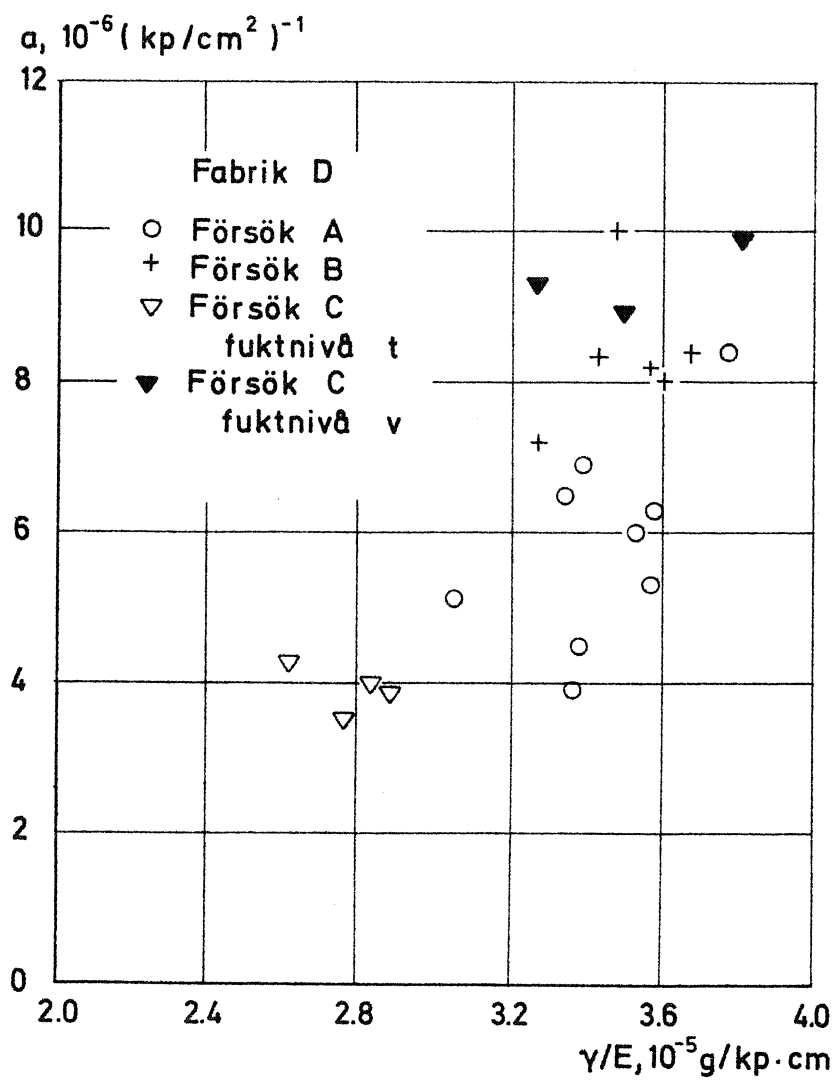 a, 10⁻⁶(kp/cm²)⁻¹
12
Fabrik D
10
Försök A
Försök B
Försök C
fuktnivå t
8
Försök C
fuktnivå v
6
4
2
0
2.0 2.4 2.8 3.2 3.6 4.0
γ/E, 10⁻⁵g/kp·cm